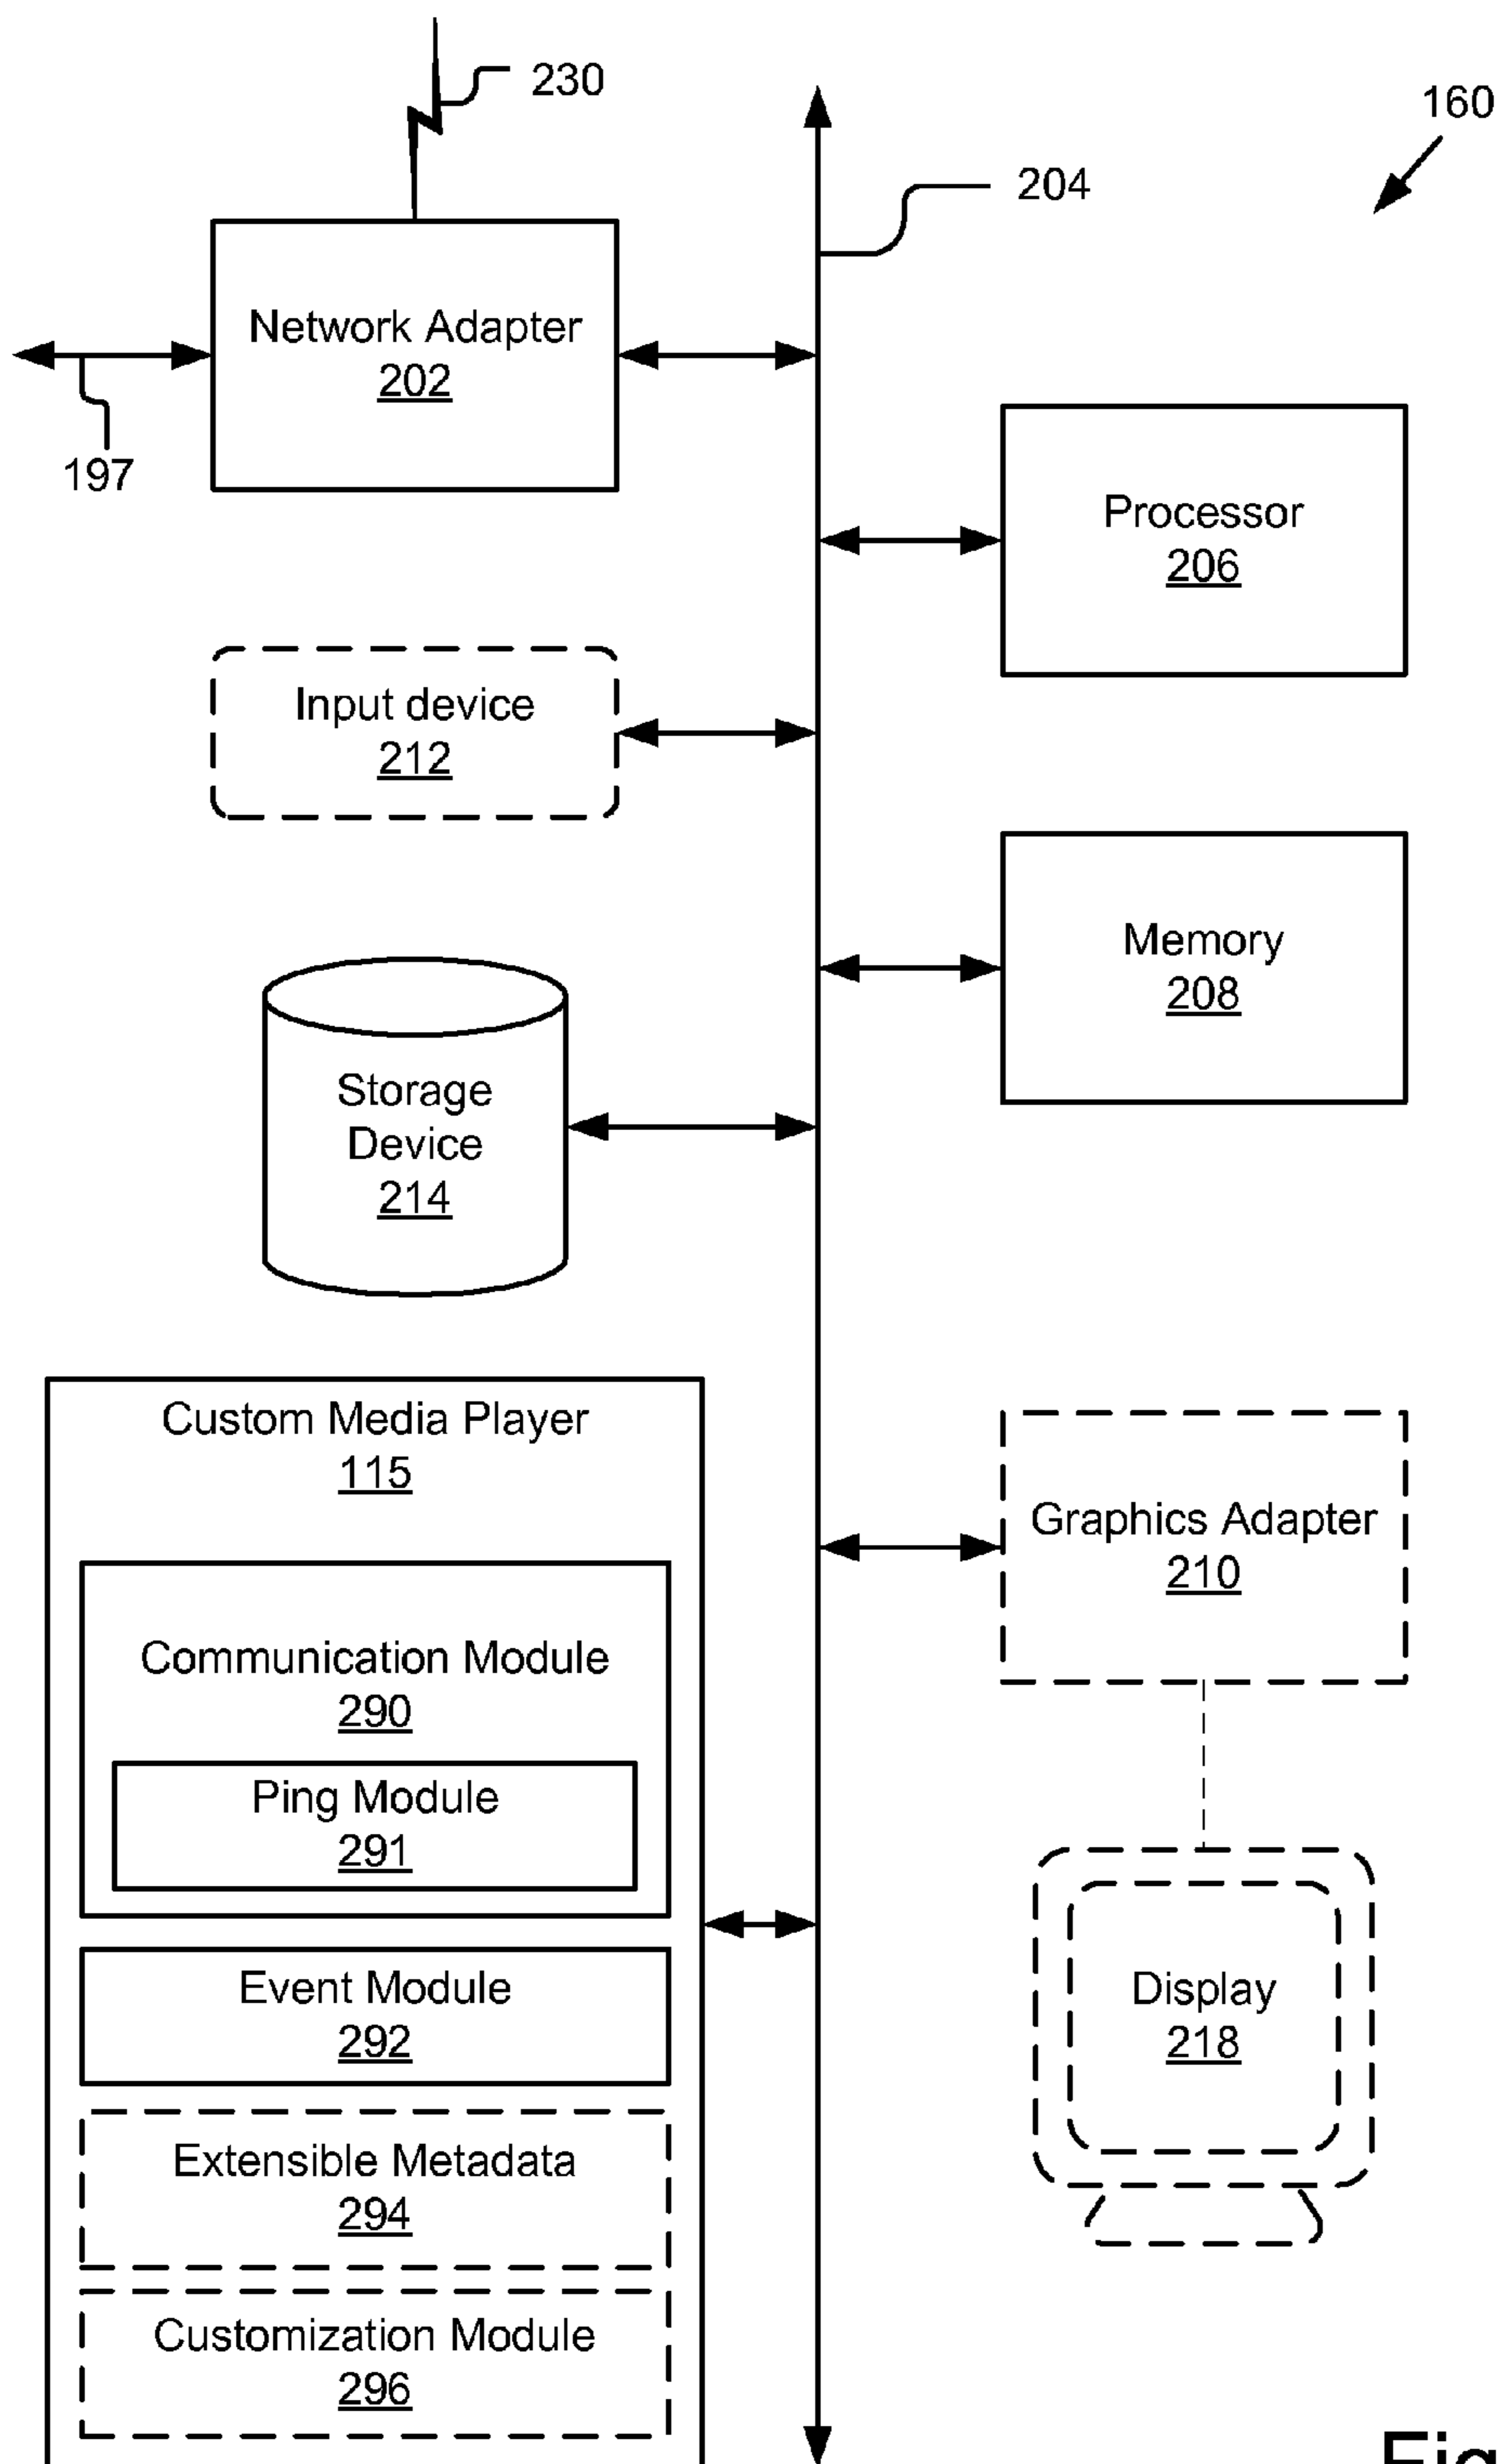 230
160
204
Network Adapter
202
197
Processor
206
Input device
212
Memory
208
Storage
Device
214
Custom Media Player
115
Graphics Adapter
210
Communication Module
290
Ping Module
291
Event Module
292
Display
218
Extensible Metadata
294
Customization Module
296
Fig